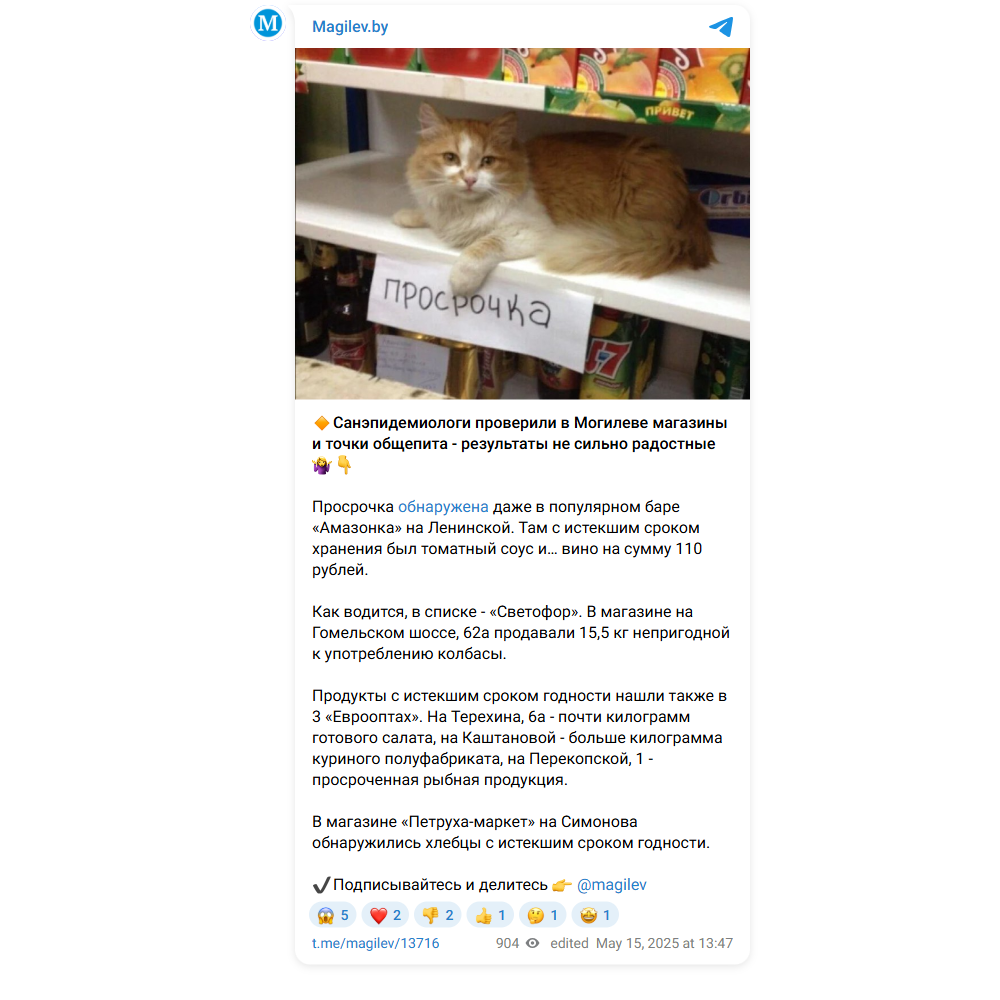 M
Magilev.by
ПРИВЕТ
Orbi
ПРОСРОЧКА
J7
🔸Санэпидемиологи проверили в Могилеве магазины
и точки общепита - результаты не сильно радостные
🤷‍♀️ 👇
Просрочка обнаружена даже в популярном баре
«Амазонка» на Ленинской. Там с истекшим сроком
хранения был томатный соус и… вино на сумму 110
рублей.
Как водится, в списке - «Светофор». В магазине на
Гомельском шоссе, 62а продавали 15,5 кг непригодной
к употреблению колбасы.
Продукты с истекшим сроком годности нашли также в
3 «Евроoптах». На Терехина, 6а - почти килограмм
готового салата, на Каштановой - больше килограмма
куриного полуфабриката, на Перекопской, 1 -
просроченная рыбная продукция.
В магазине «Петруха-маркет» на Симонова
обнаружились хлебцы с истекшим сроком годности.
✔️Подписывайтесь и делитесь 👉 @magilev
😱 5 ❤️ 2 👎 2 👍 1 🤔 1 🤩 1
t.me/magilev/13716 904 edited May 15, 2025 at 13:47